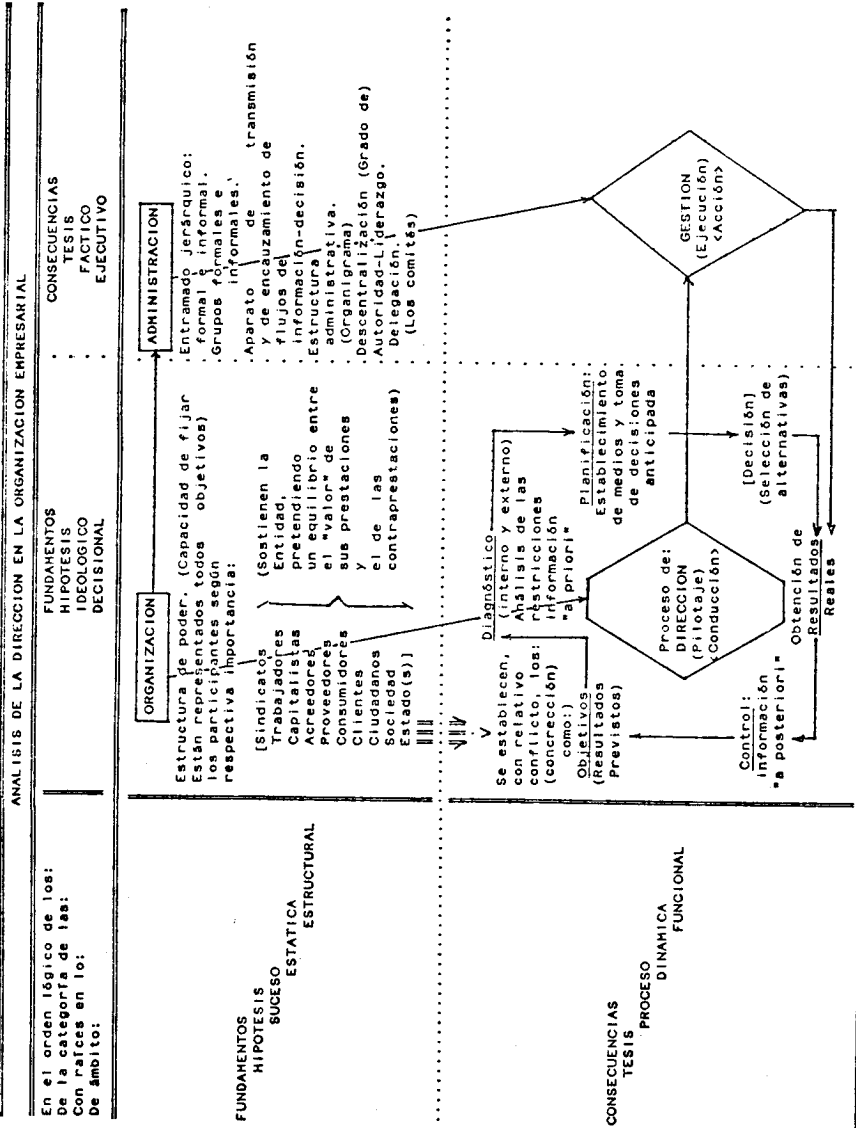 ANALISIS DE LA DIRECCION EN LA ORGANIZACION EMPRESARIAL
En el orden lógico de los:
De la categoría de las:
Con raíces en lo:
De ámbito:
FUNDAMENTOS
HIPOTESIS
IDEOLOGICO
DECISIONAL
CONSECUENCIAS
TESIS
FACTICO
EJECUTIVO
FUNDAMENTOS
HIPOTESIS
SUCESO
ESTATICA
ESTRUCTURAL
ORGANIZACION
Estructura de poder. (Capacidad de fijar
Están representados todos objetivos)
los participantes según
respectiva importancia:
[Sindicatos
Trabajadores
Capitalistas
Acreedores
Proveedores
Consumidores
Clientes
Ciudadanos
Sociedad
Estado(s)]
(Sostienen la
Entidad,
pretendiendo
un equilibrio entre
el "valor" de
sus prestaciones
y
el de las
contraprestaciones)
ADMINISTRACION
.Entramado jerárquico:
formal e informal.
.Grupos formales e
informales.
.Aparato de transmisión
y de encauzamiento de
flujos de
información-decisión.
.Estructura
administrativa.
(Organigrama)
.Descentralización (Grado de)
.Autoridad-Liderazgo.
.Delegación.
(Los comités)
CONSECUENCIAS
TESIS
PROCESO
DINAMICA
FUNCIONAL
Se establecen,
con relativo
conflicto, los:
(concrección)
como:)
Objetivos
(Resultados
Previstos)
Diagnóstico
(interno y externo)
Análisis de las
restricciones
información
"a priori"
Planificación:
Establecimiento
de medios y toma
de decisiones
anticipada
Proceso de:
DIRECCION
(Pilotaje)
<Conducción>
GESTION
(Ejecución)
<Acción>
[Decisión]
(Selección de
alternativas)
Control:
Información
"a posteriori"
Obtención de
Resultados
Reales